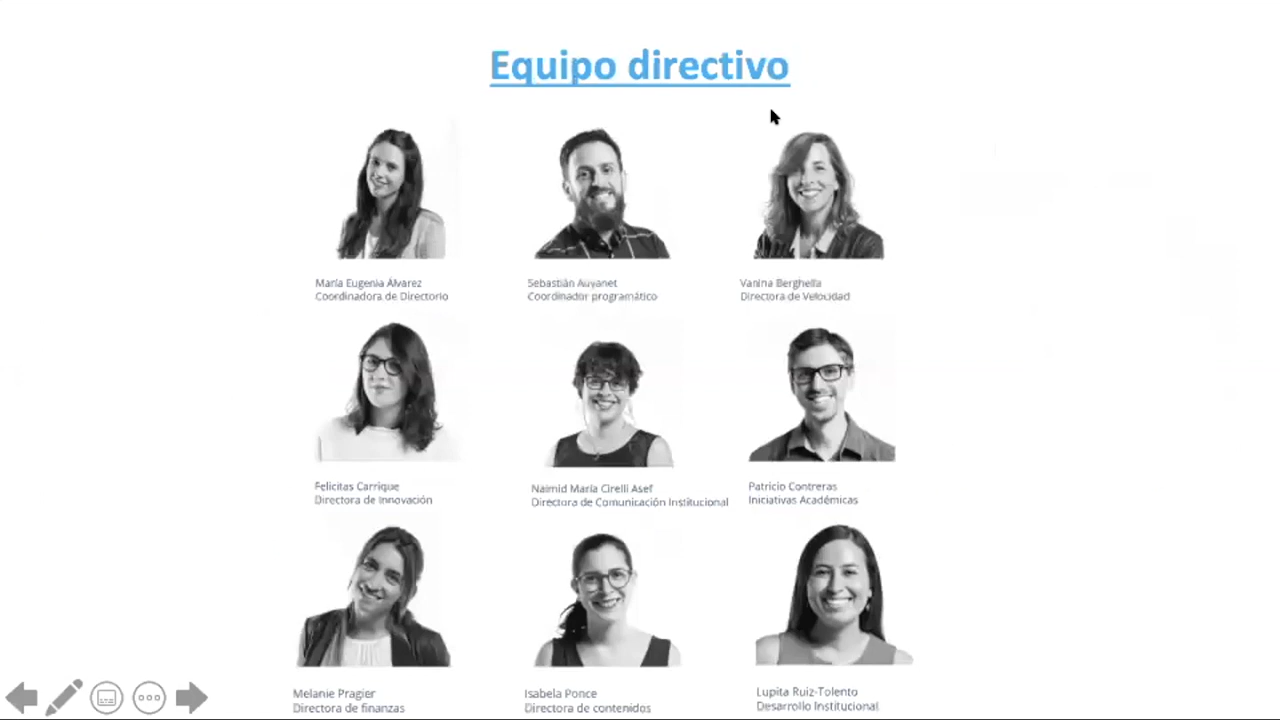 Equipo directivo
María Eugenia Álvarez
Coordinadora de Directorio
Sebastián Auyanet
Coordinador programático
Vanina Berghella
Directora de Velocidad
Felicitas Carrique
Directora de Innovación
Naimid María Cirelli Asef
Directora de Comunicación Institucional
Patricio Contreras
Iniciativas Académicas
Melanie Pragier
Directora de finanzas
Isabela Ponce
Directora de contenidos
Lupita Ruiz-Tolento
Desarrollo Institucional